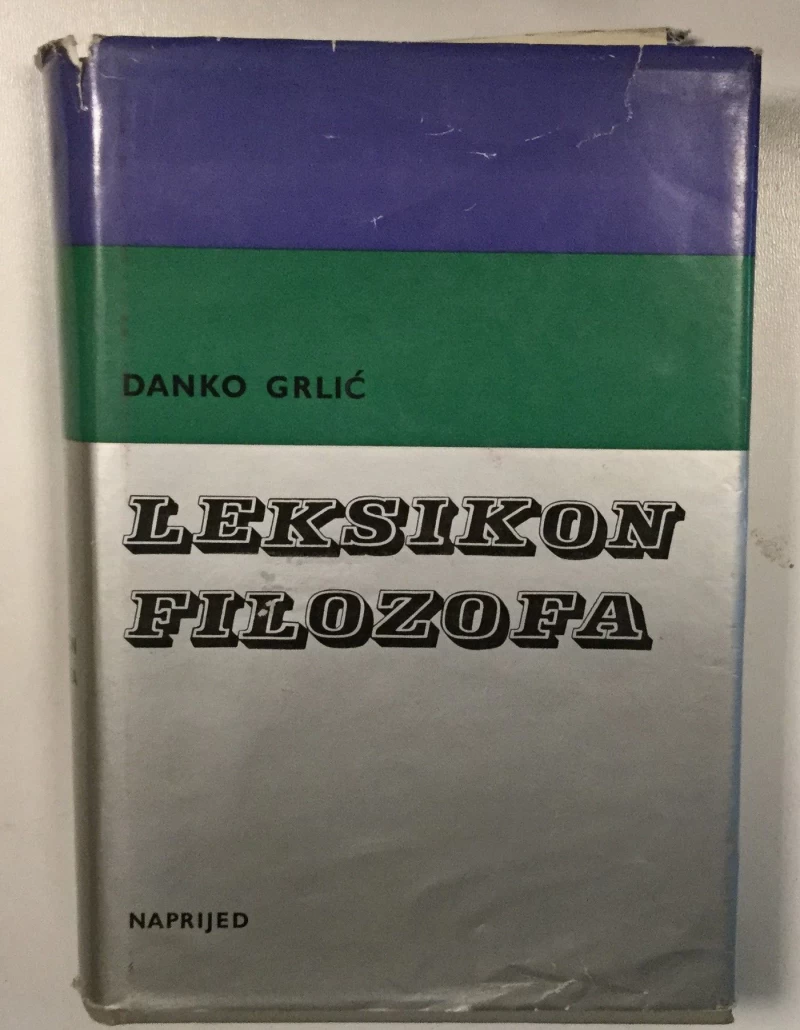 DANKO GRLIĆ
LEKSIKON
FILOZOFA
NAPRIJED